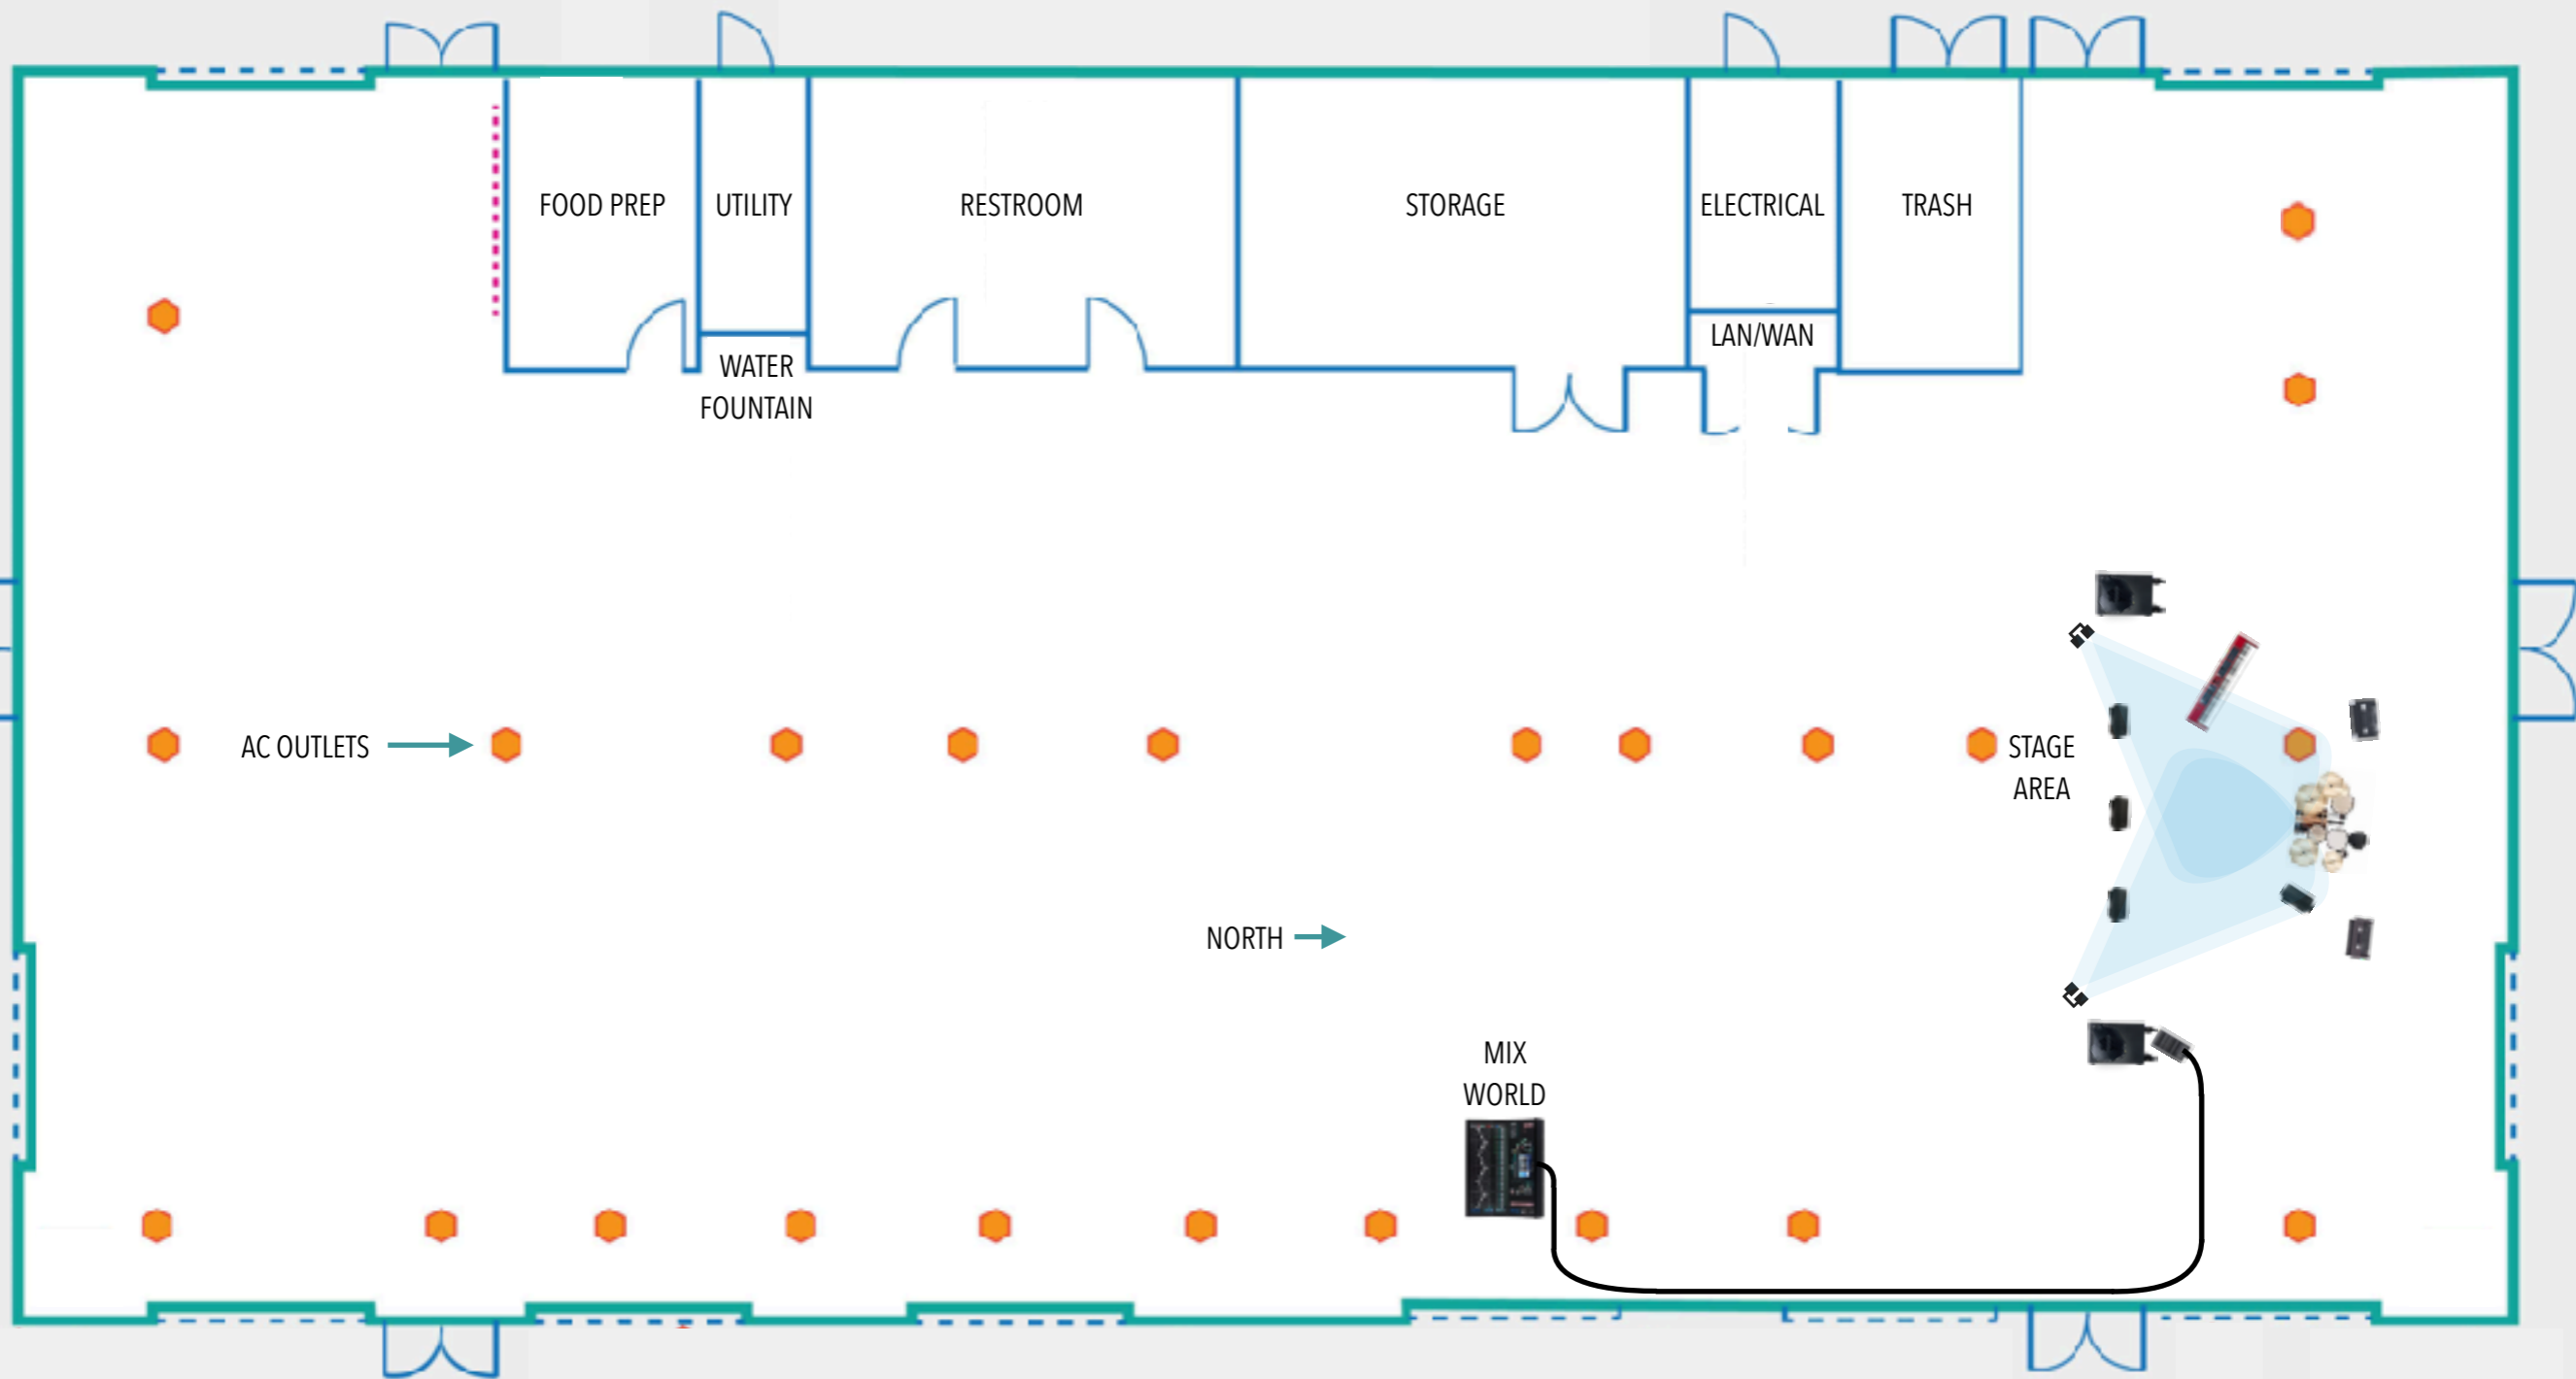 FOOD PREP
UTILITY
RESTROOM
STORAGE
ELECTRICAL
TRASH
LAN/WAN
WATER
FOUNTAIN
AC OUTLETS
STAGE
AREA
NORTH
MIX
WORLD